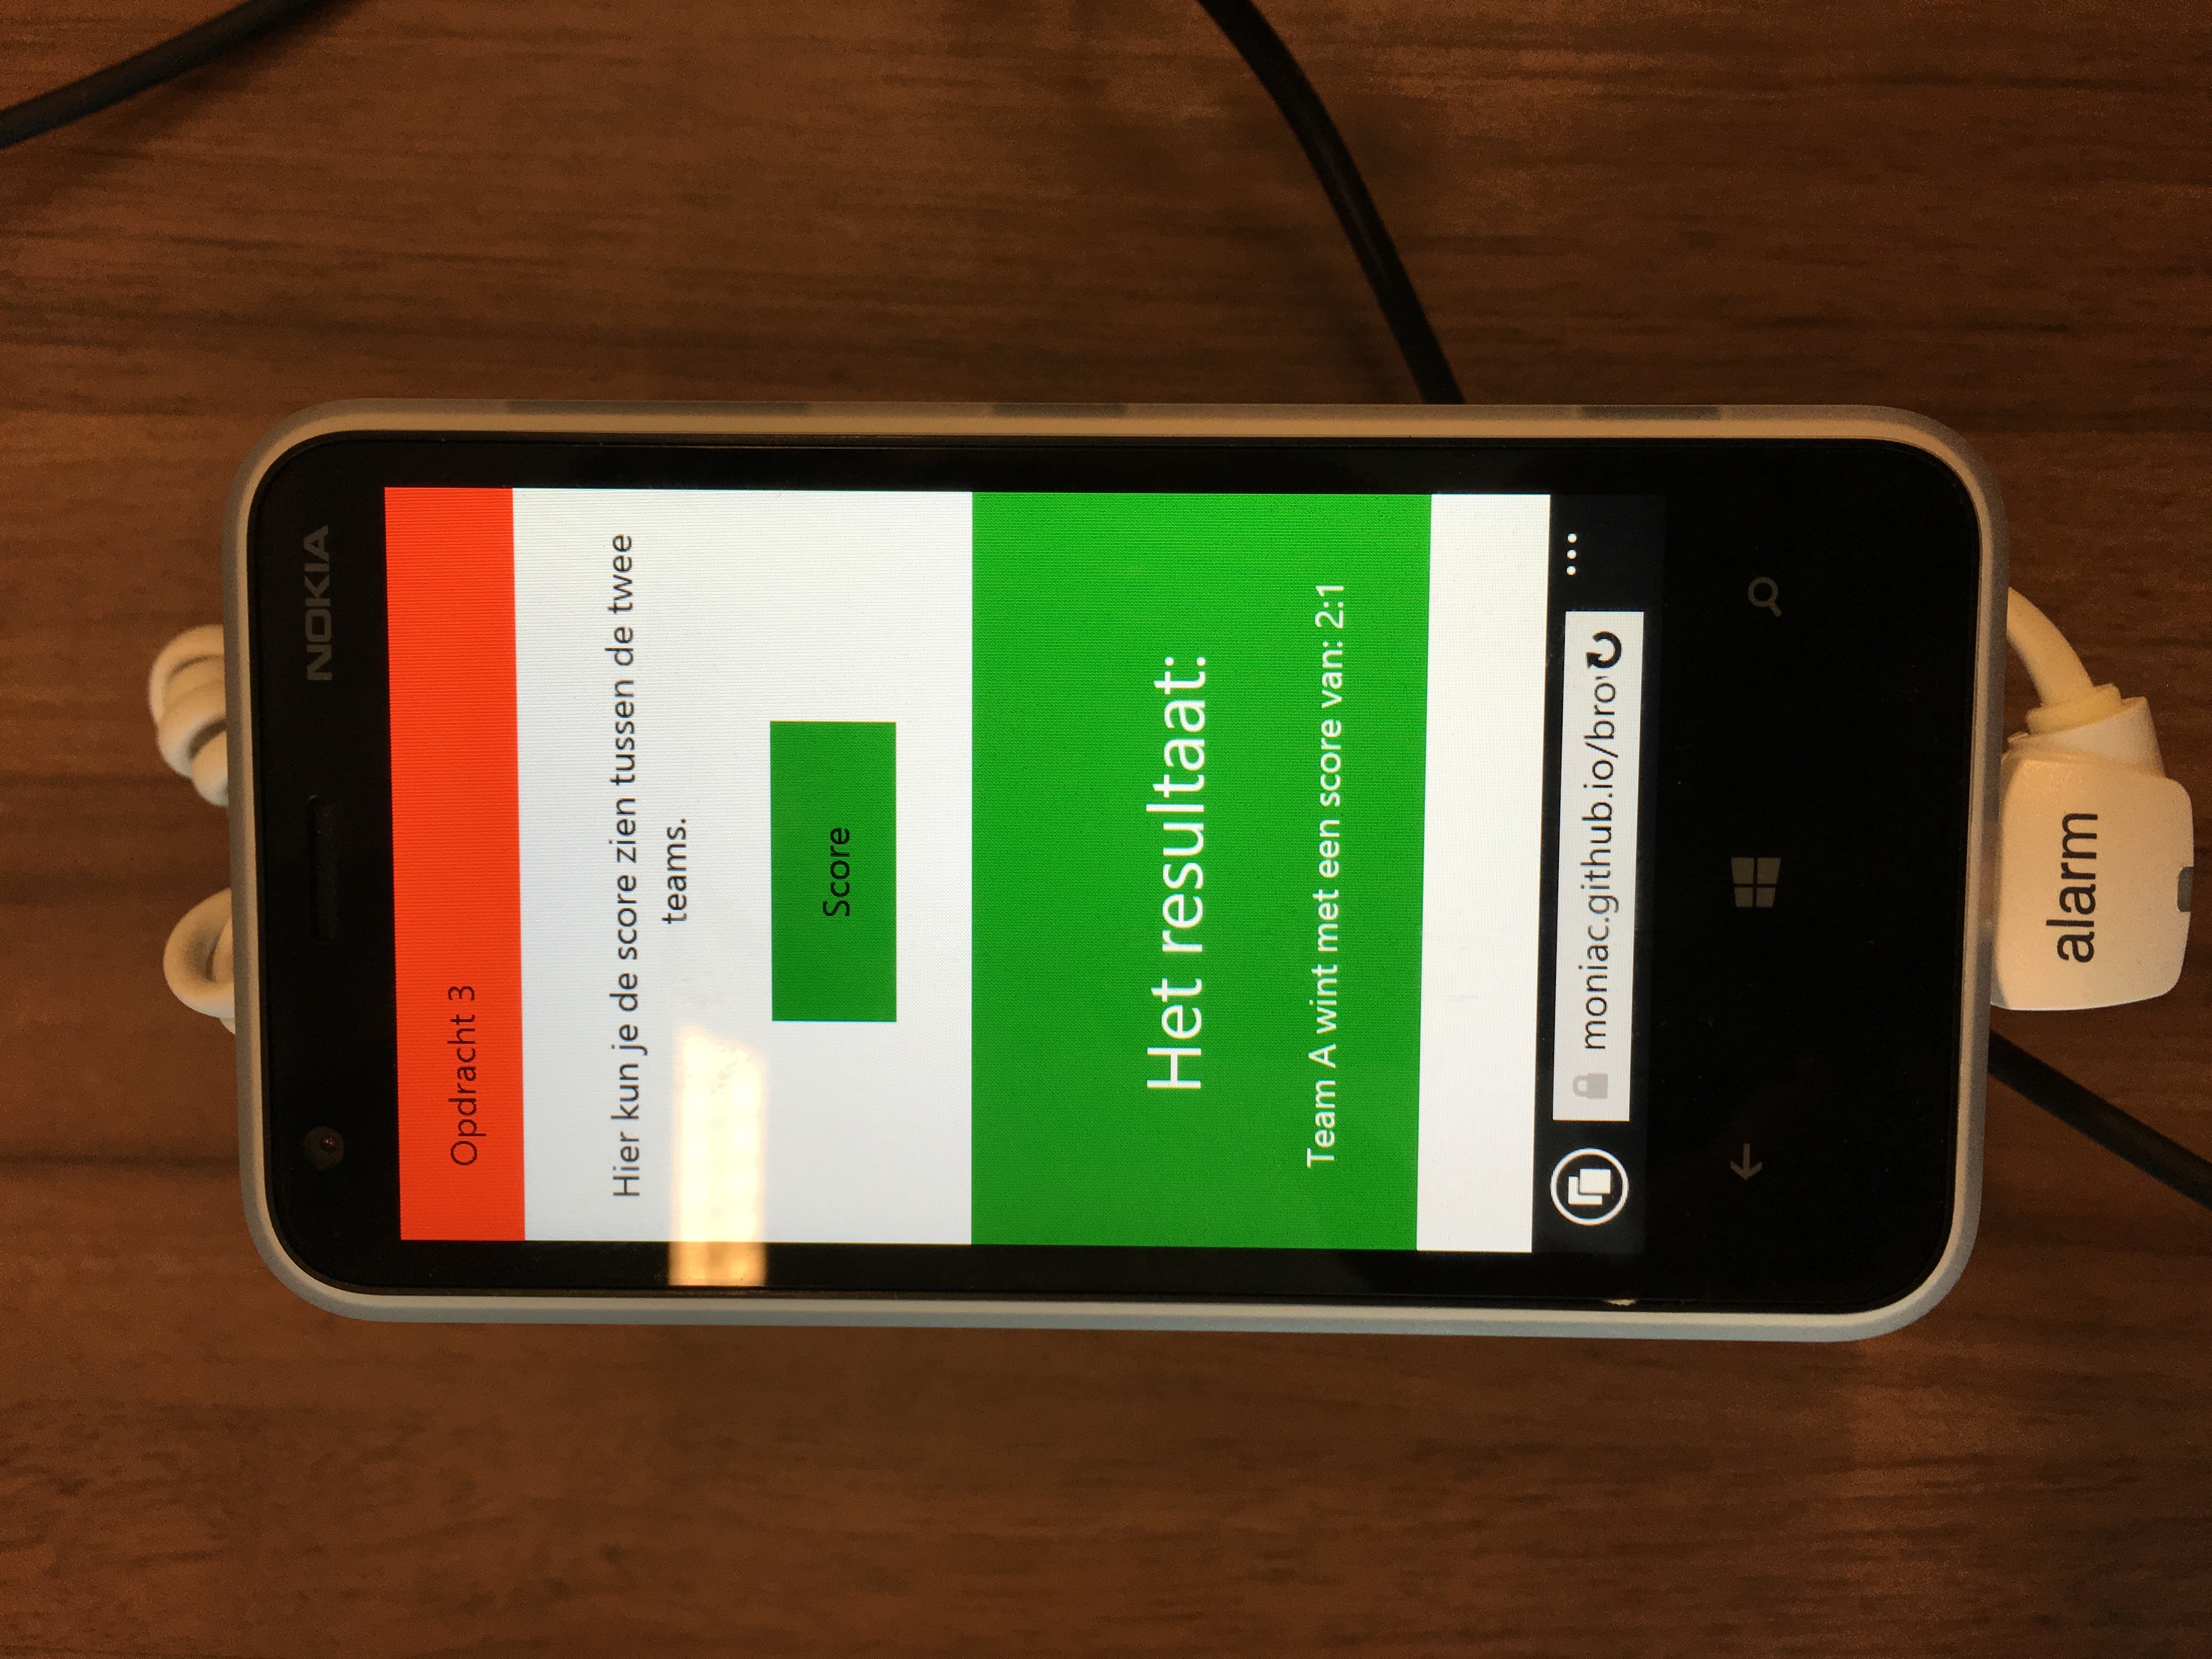 NOKIA
Opdracht 3
Hier kun je de score zien tussen de twee
teams.
Score
Het resultaat:
Team A wint met een score van: 2:1
moniac.github.io/bro
alarm